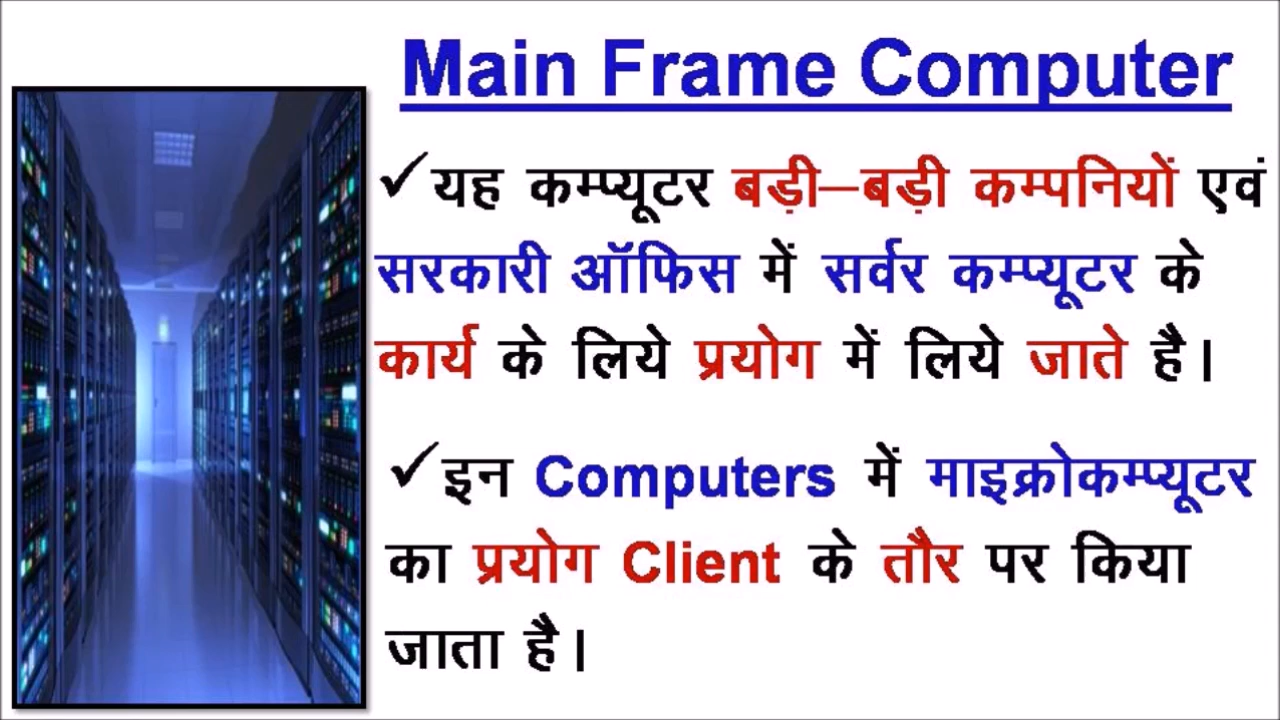 Main Frame Computer
✓यह कम्प्यूटर बड़ी–बड़ी कम्पनियों एवं
सरकारी ऑफिस में सर्वर कम्प्यूटर के
कार्य के लिये प्रयोग में लिये जाते है।
✓इन Computers में माइक्रोकम्प्यूटर
का प्रयोग Client के तौर पर किया
जाता है।